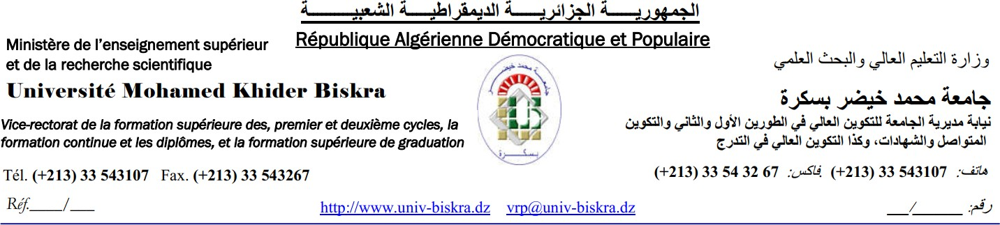 الجمهوريـــة الجزائريـــة الديمقراطيـــة الشعبيـــــة
République Algérienne Démocratique et Populaire
Ministère de l’enseignement supérieur
et de la recherche scientifique
Université Mohamed Khider Biskra
Vice-rectorat de la formation supérieure des, premier et deuxième cycles, la
formation continue et les diplômes, et la formation supérieure de graduation
Tél. (+213) 33 543107 Fax. (+213) 33 543267
Réf.____/___
جامعة محمد خيضر
بسكرة
وزارة التعليم العالي والبحث العلمي
جامعة محمد خيضر بسكرة
نيابة مديرية الجامعة للتكوين العالي في الطورين الأول والثاني والتكوين
المتواصل والشهادات، وكذا التكوين العالي في التدرج
هاتف: (+213) 33 543107 فاكس: (+213) 33 54 32 67
رقم: ______/___
http://www.univ-biskra.dz vrp@univ-biskra.dz